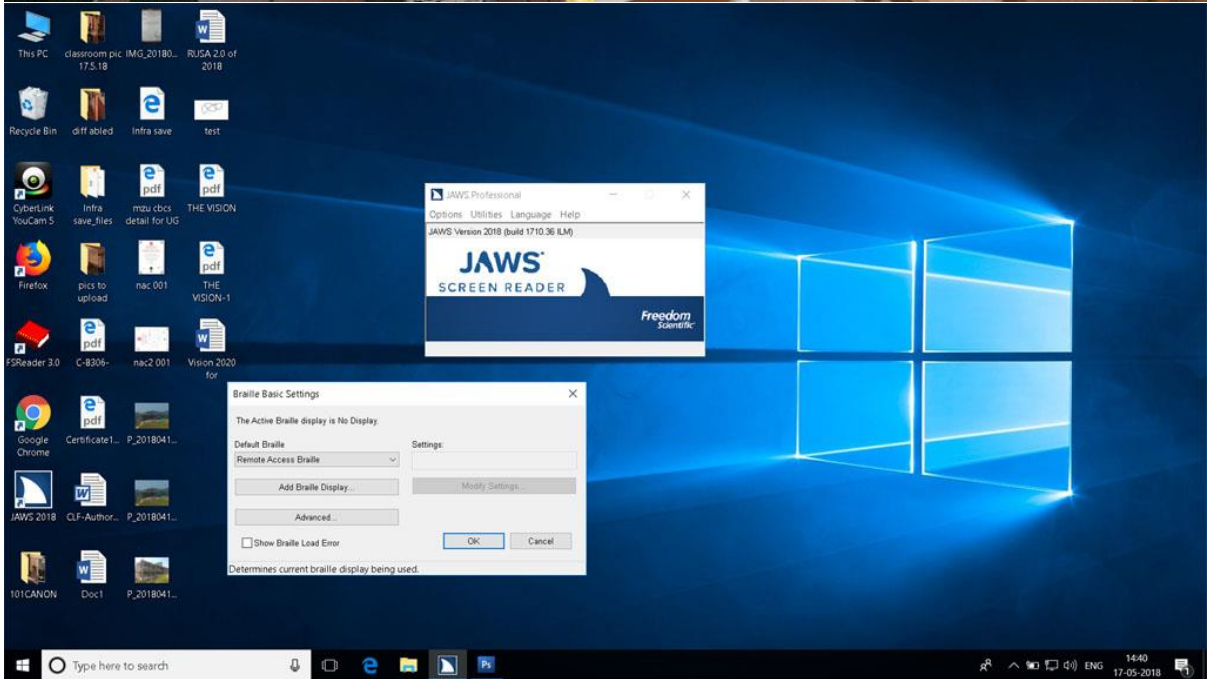 This PC
classroom pic
17.5.18
IMG_20180...
RUSA 2.0 of
2018
Recycle Bin
diff abled
Infra save
test
CyberLink
YouCam 5
Infra
save_files
pdf
mzu cbcs
detail for UG
pdf
THE VISION
Firefox
pics to
upload
nac 001
pdf
THE
VISION-1
FSReader 3.0
pdf
C-8306-
nac2 001
Vision 2020
for
Google
Chrome
pdf
Certificate1...
P_2018041...
JAWS 2018
CLF-Author...
P_2018041...
101CANON
Doc1
P_2018041...
JAWS Professional
Options Utilities Language Help
JAWS Version 2018 (build 1710.36 ILM)
JAWS
SCREEN READER
Freedom
Scientific
Braille Basic Settings
The Active Braille display is No Display.
Default Braille
Remote Access Braille
Settings:
Add Braille Display...
Modify Settings...
Advanced...
Show Braille Load Error
OK
Cancel
Determines current braille display being used.
Type here to search
Ps
ENG
14:40
17-05-2018
1